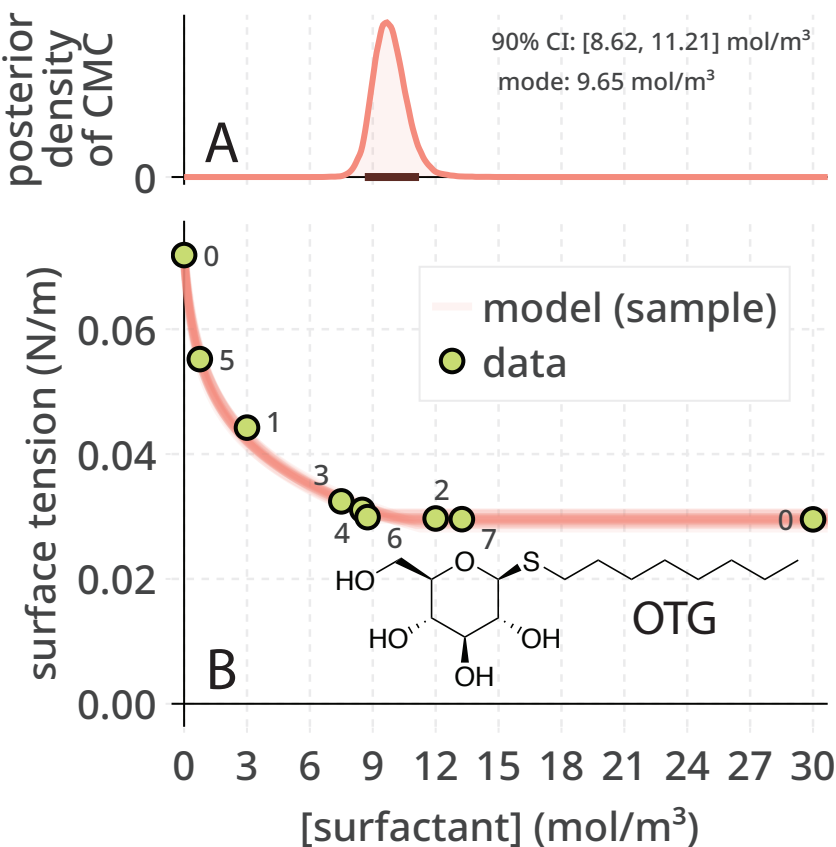 posterior
density
of CMC
90% CI: [8.62, 11.21] mol/m³
mode: 9.65 mol/m³
A
0
surface tension (N/m)
0.06
0.04
0.02
0.00
0
5
1
3
4
6
2
7
0
model (sample)
data
HO
O
S
HO
OH
OH
OTG
B
0 3 6 9 12 15 18 21 24 27 30
[surfactant] (mol/m³)